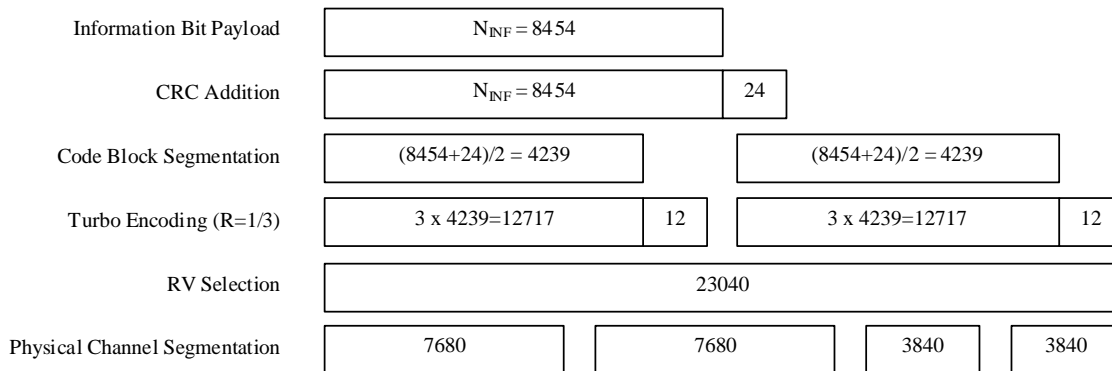 Information Bit Payload
N_INF = 8454
CRC Addition
N_INF = 8454
24
Code Block Segmentation
(8454+24)/2 = 4239
(8454+24)/2 = 4239
Turbo Encoding (R=1/3)
3 x 4239=12717
12
3 x 4239=12717
12
RV Selection
23040
Physical Channel Segmentation
7680
7680
3840
3840